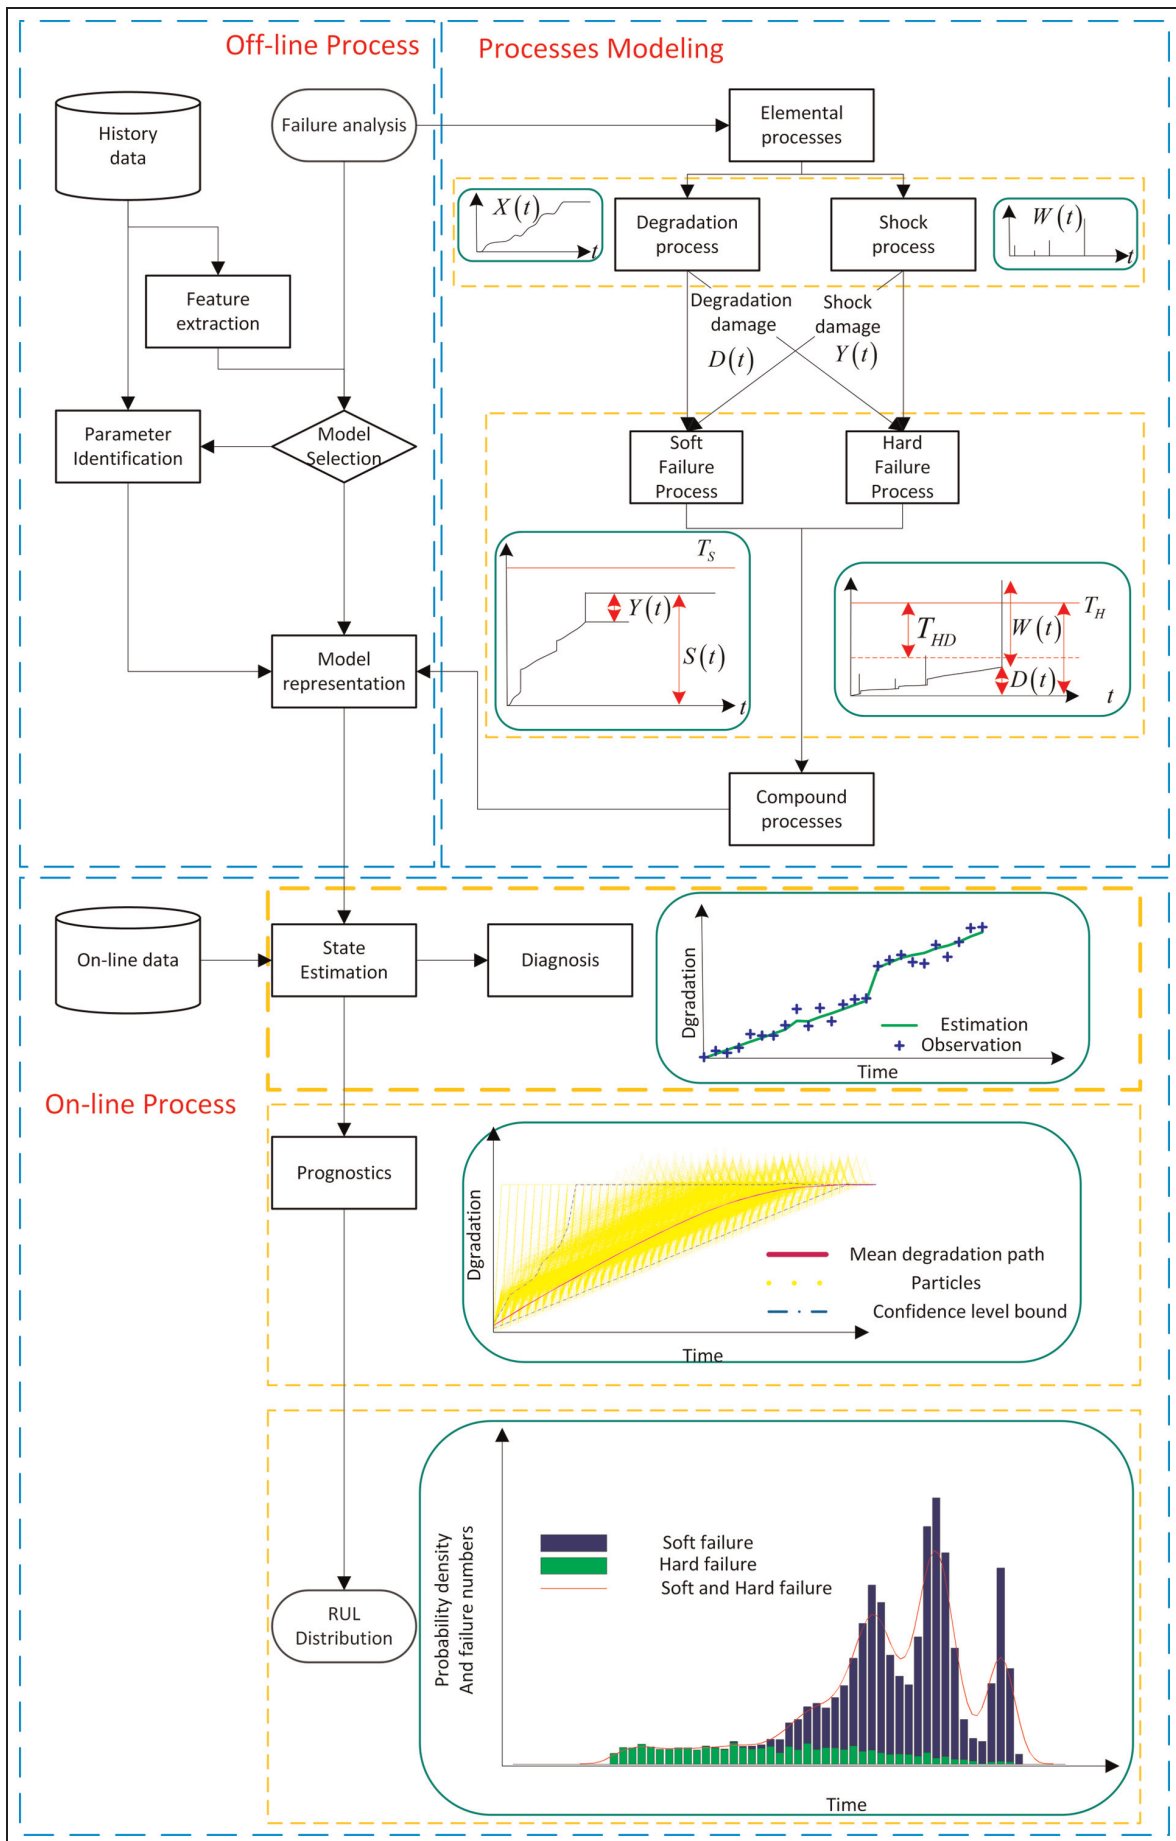 Off-line Process
Processes Modeling
History
data
Failure analysis
Elemental
processes
X(t)
t
Degradation
process
Shock
process
W(t)
t
Feature
extraction
Degradation
damage
D(t)
Shock
damage
Y(t)
Parameter
Identification
Model
Selection
Soft
Failure
Process
Hard
Failure
Process
T_S
Y(t)
S(t)
t
T_H
T_HD
W(t)
D(t)
t
Model
representation
Compound
processes
On-line data
State
Estimation
Diagnosis
Dgradation
Estimation
Observation
Time
On-line Process
Prognostics
Dgradation
Mean degradation path
Particles
Confidence level bound
Time
Probability density
And failure numbers
Soft failure
Hard failure
Soft and Hard failure
RUL
Distribution
Time